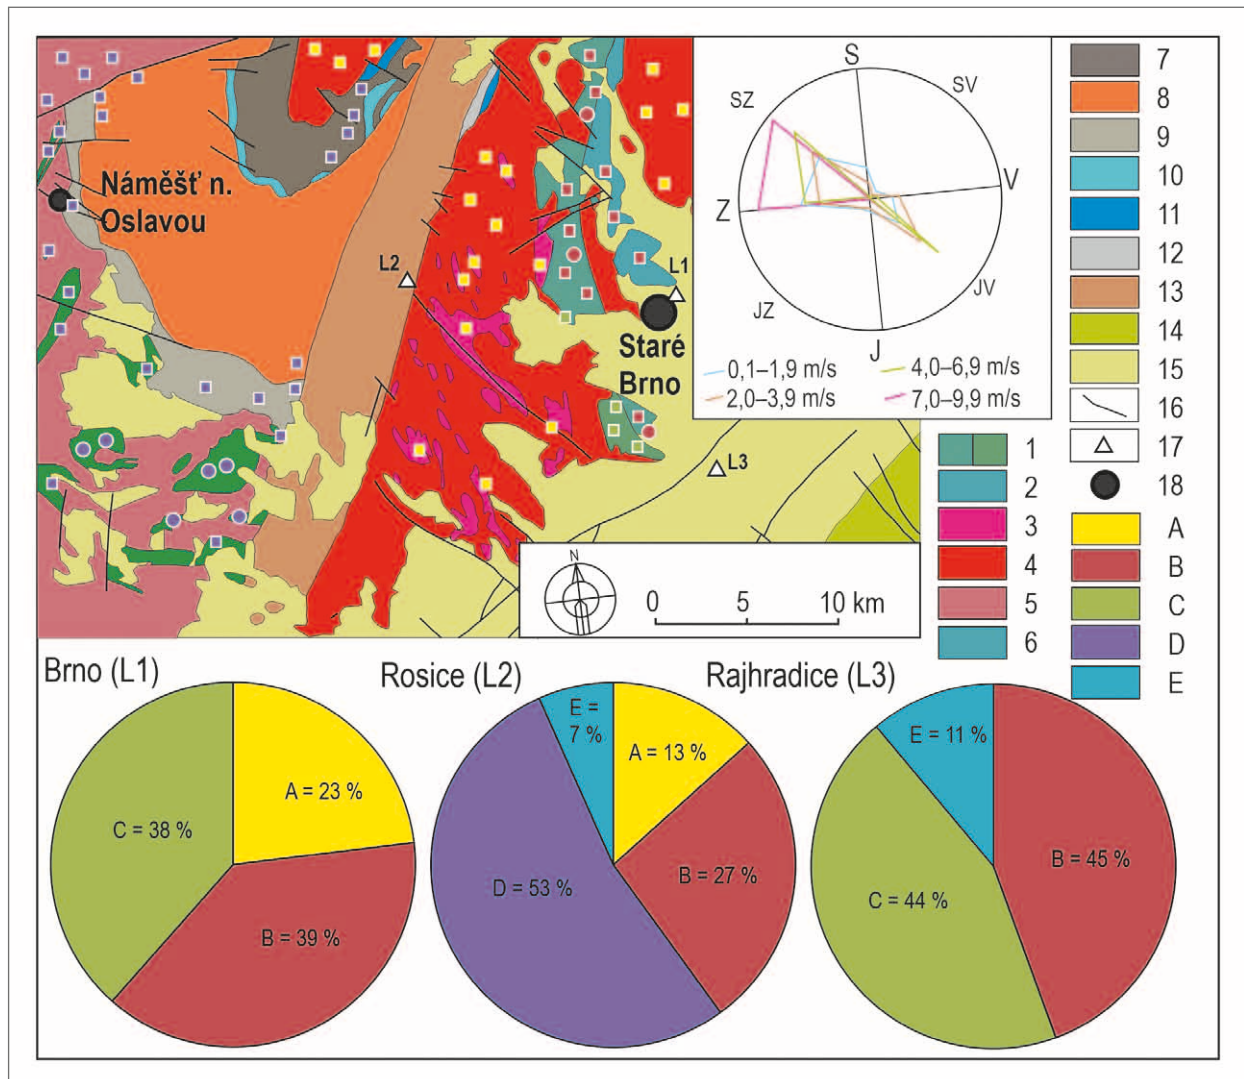 Náměšť n.
Oslavou
L2
L1
Staré
Brno
L3
S
SV
V
JV
J
JZ
Z
SZ
0,1–1,9 m/s
4,0–6,9 m/s
2,0–3,9 m/s
7,0–9,9 m/s
N
0 5 10 km
1
2
3
4
5
6
7
8
9
10
11
12
13
14
15
16
17
18
A
B
C
D
E
Brno (L1)
A = 23 %
C = 38 %
B = 39 %
Rosice (L2)
E =
7 %
A = 13 %
D = 53 %
B = 27 %
Rajhradice (L3)
E = 11 %
B = 45 %
C = 44 %